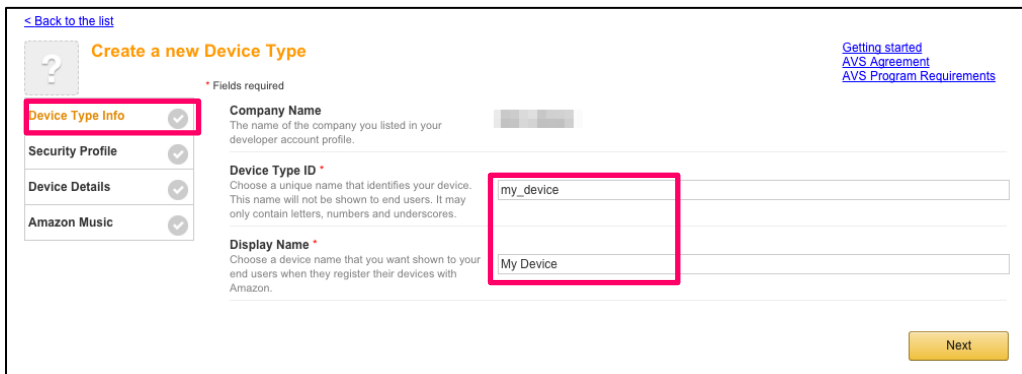 < Back to the list
?
Create a new Device Type
Getting started
AVS Agreement
AVS Program Requirements
* Fields required
Device Type Info
Security Profile
Device Details
Amazon Music
Company Name
The name of the company you listed in your
developer account profile.
Device Type ID *
Choose a unique name that identifies your device.
This name will not be shown to end users. It may
only contain letters, numbers and underscores.
my_device
Display Name *
Choose a device name that you want shown to your
end users when they register their devices with
Amazon.
My Device
Next